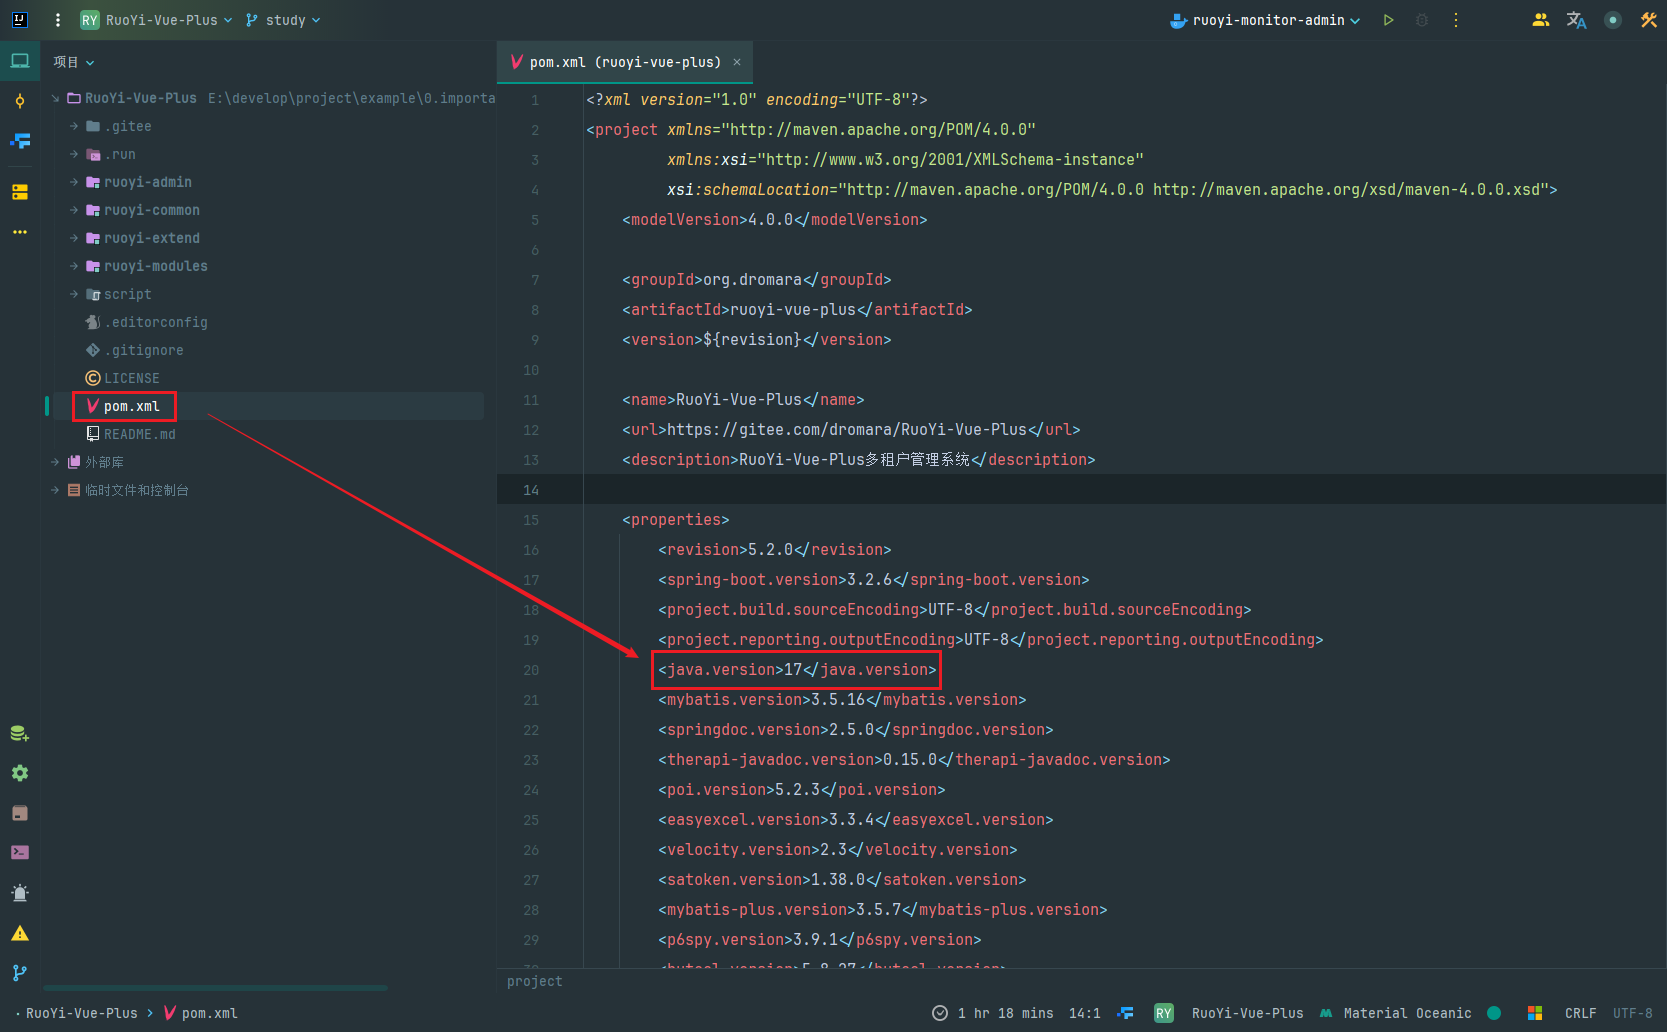 RY RuoYi-Vue-Plus study ruoyi-monitor-admin
项目
pom.xml (ruoyi-vue-plus) ×
RuoYi-Vue-Plus E:\develop\project\example\0.importa
.gitee
.run
ruoyi-admin
ruoyi-common
ruoyi-extend
ruoyi-modules
script
.editorconfig
.gitignore
LICENSE
pom.xml
README.md
外部库
临时文件和控制台
1 <?xml version="1.0" encoding="UTF-8"?>
2 <project xmlns="http://maven.apache.org/POM/4.0.0"
3 xmlns:xsi="http://www.w3.org/2001/XMLSchema-instance"
4 xsi:schemaLocation="http://maven.apache.org/POM/4.0.0 http://maven.apache.org/xsd/maven-4.0.0.xsd">
5 <modelVersion>4.0.0</modelVersion>
6
7 <groupId>org.dromara</groupId>
8 <artifactId>ruoyi-vue-plus</artifactId>
9 <version>${revision}</version>
10
11 <name>RuoYi-Vue-Plus</name>
12 <url>https://gitee.com/dromara/RuoYi-Vue-Plus</url>
13 <description>RuoYi-Vue-Plus多租户管理系统</description>
14
15 <properties>
16 <revision>5.2.0</revision>
17 <spring-boot.version>3.2.6</spring-boot.version>
18 <project.build.sourceEncoding>UTF-8</project.build.sourceEncoding>
19 <project.reporting.outputEncoding>UTF-8</project.reporting.outputEncoding>
20 <java.version>17</java.version>
21 <mybatis.version>3.5.16</mybatis.version>
22 <springdoc.version>2.5.0</springdoc.version>
23 <therapi-javadoc.version>0.15.0</therapi-javadoc.version>
24 <poi.version>5.2.3</poi.version>
25 <easyexcel.version>3.3.4</easyexcel.version>
26 <velocity.version>2.3</velocity.version>
27 <satoken.version>1.38.0</satoken.version>
28 <mybatis-plus.version>3.5.7</mybatis-plus.version>
29 <p6spy.version>3.9.1</p6spy.version>
30 <hutool.version>5.8.27</hutool.version>
project
RuoYi-Vue-Plus › pom.xml 1 hr 18 mins 14:1 RY RuoYi-Vue-Plus Material Oceanic CRLF UTF-8